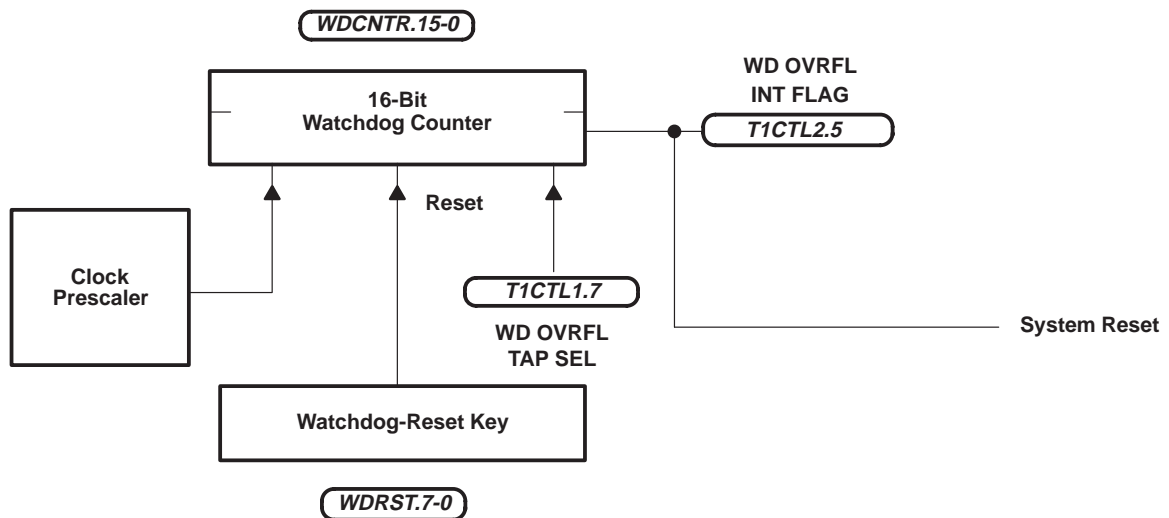 WDCNTR.15-0
16-Bit
Watchdog Counter
WD OVRFL
INT FLAG
T1CTL2.5
Reset
Clock
Prescaler
T1CTL1.7
WD OVRFL
TAP SEL
System Reset
Watchdog-Reset Key
WDRST.7-0